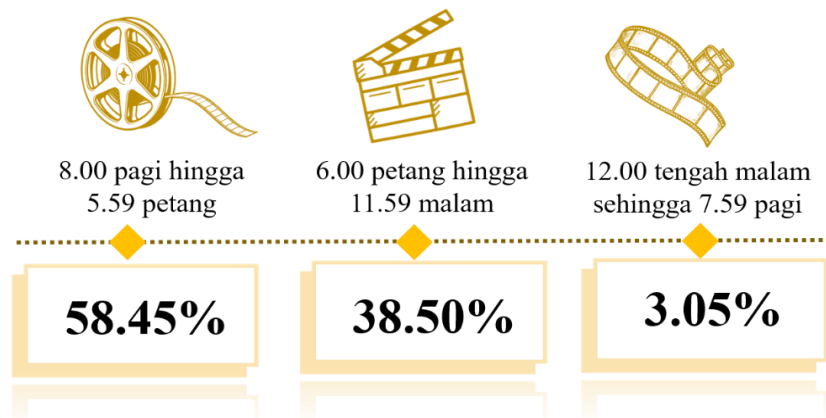 8.00 pagi hingga
5.59 petang
6.00 petang hingga
11.59 malam
12.00 tengah malam
sehingga 7.59 pagi
58.45%
38.50%
3.05%